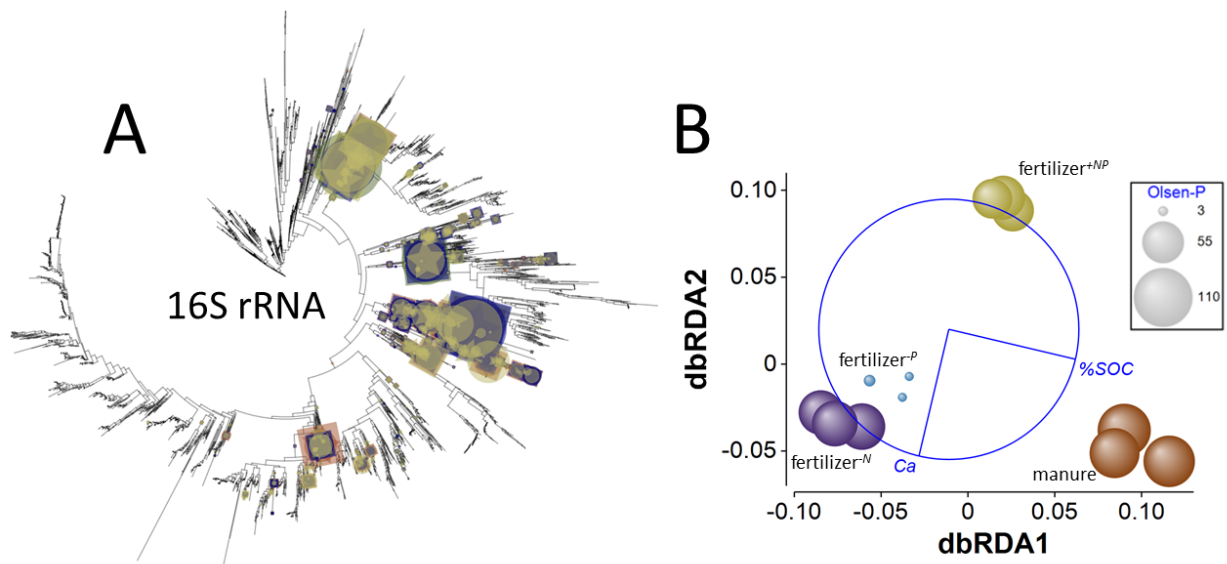 A
16S rRNA
B
fertilizer+NP
Olsen-P
3
55
110
0.10
0.05
0
-0.05
dbRDA2
fertilizer-P
%SOC
fertilizer-N
Ca
manure
-0.10
-0.05
0
0.05
0.10
dbRDA1